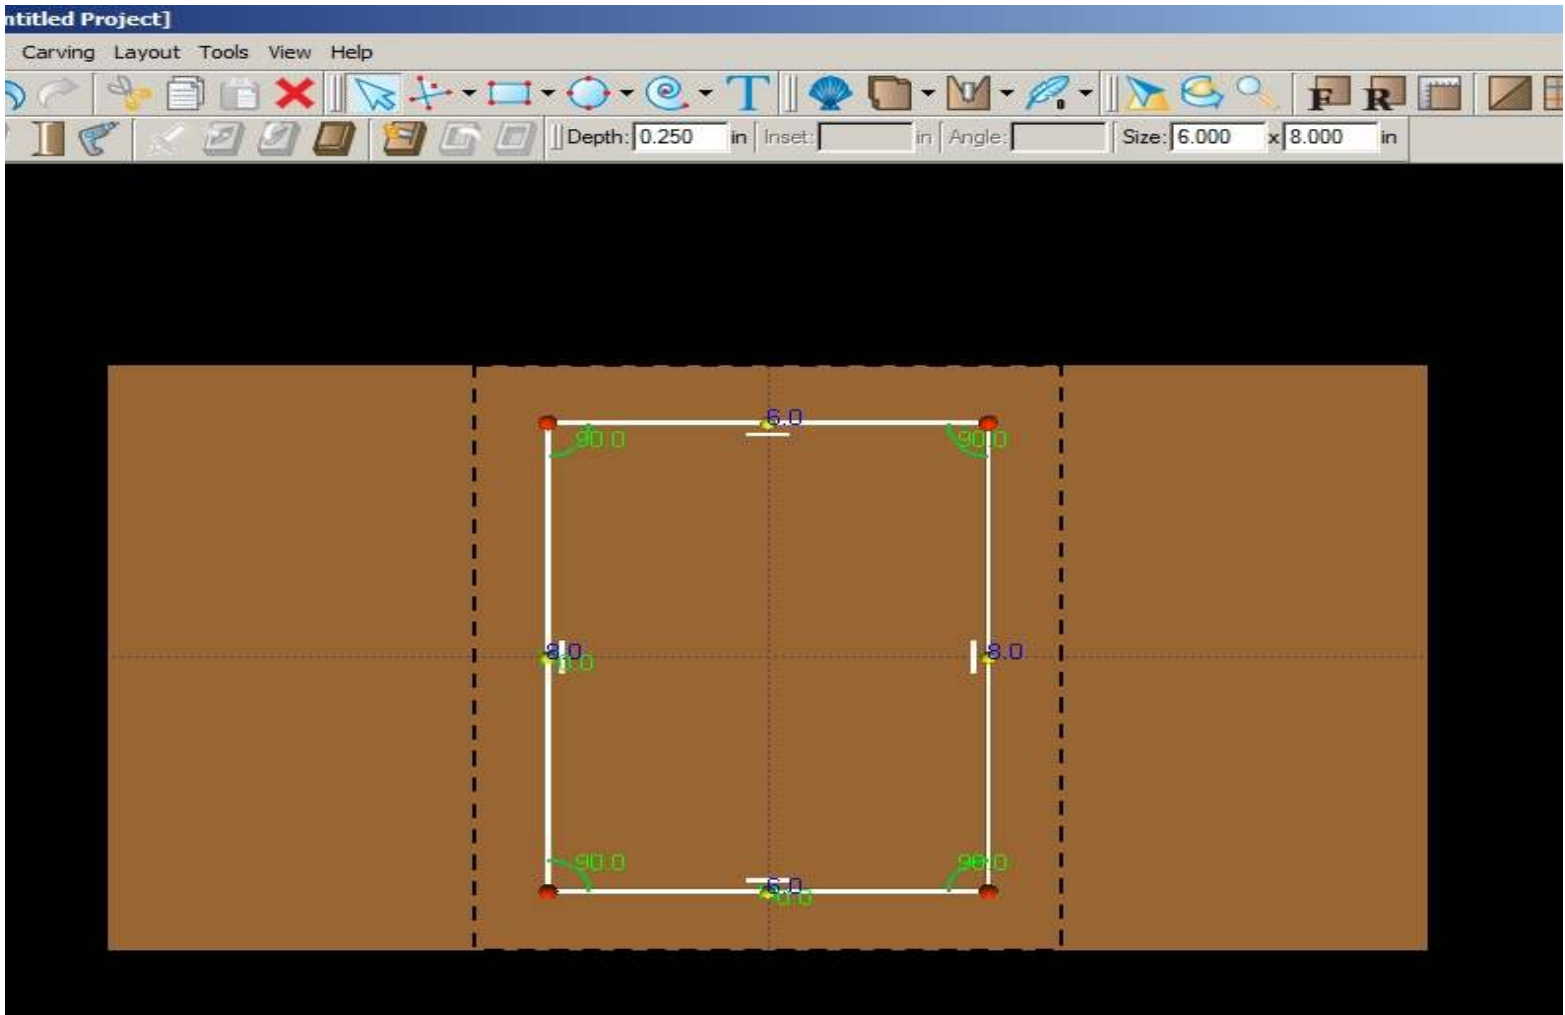 ntitled Project]
Carving Layout Tools View Help
T F R
Depth: 0.250 in Inset: in Angle: Size: 6.000 x 8.000 in
6.0
90.0 90.0
8.0 8.0
90.0 90.0
6.0